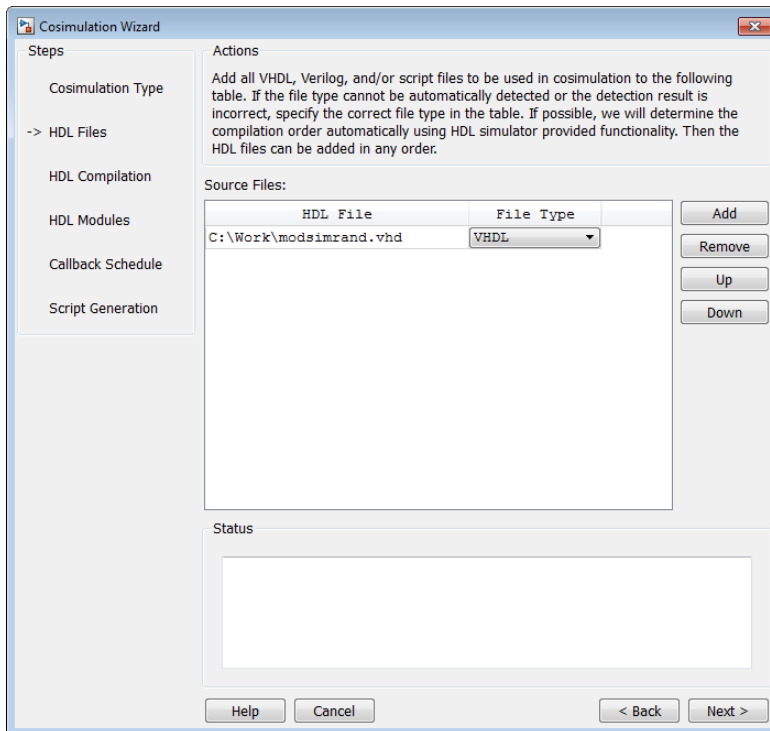 Cosimulation Wizard
Steps
Cosimulation Type
-> HDL Files
HDL Compilation
HDL Modules
Callback Schedule
Script Generation
Actions
Add all VHDL, Verilog, and/or script files to be used in cosimulation to the following
table. If the file type cannot be automatically detected or the detection result is
incorrect, specify the correct file type in the table. If possible, we will determine the
compilation order automatically using HDL simulator provided functionality. Then the
HDL files can be added in any order.
Source Files:
HDL File File Type
C:\Work\modsimrand.vhd VHDL
Add
Remove
Up
Down
Status
Help Cancel < Back Next >